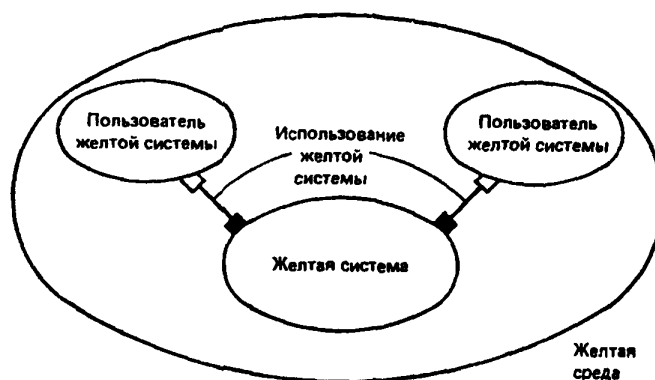 Пользователь
желтой системы
Использование
желтой
системы
Пользователь
желтой системы
Желтая система
Желтая
среда